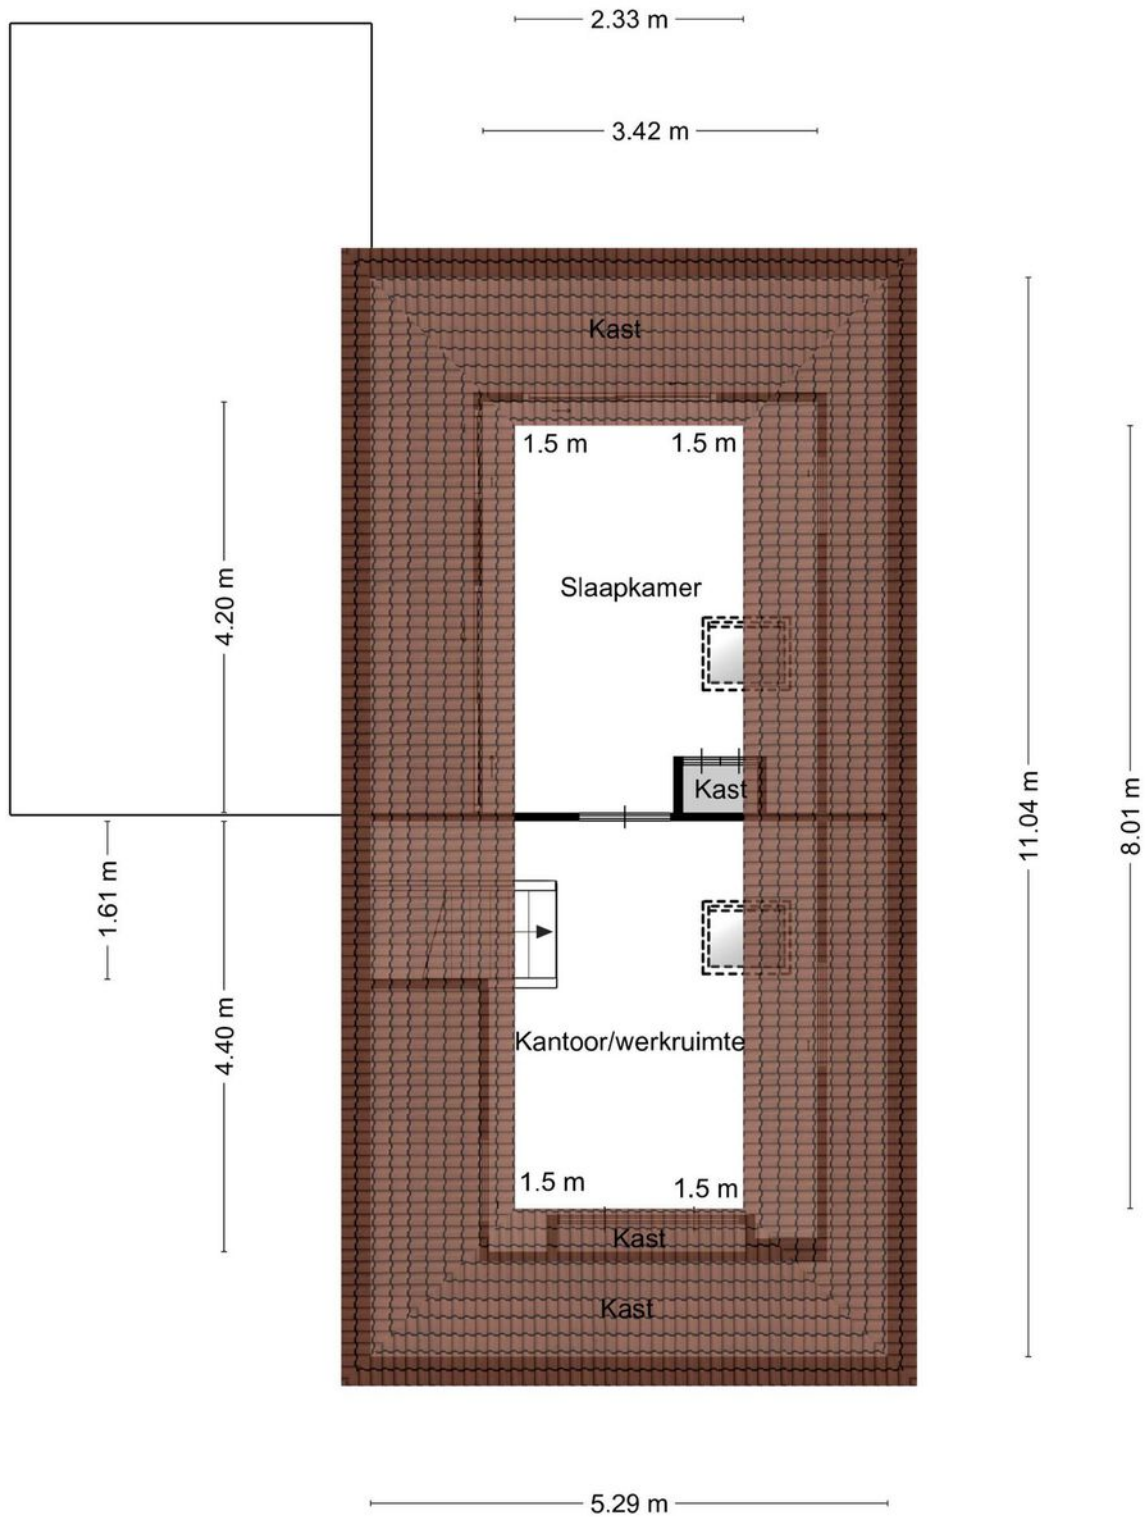 2.33 m
3.42 m
Kast
1.5 m
1.5 m
Slaapkamer
4.20 m
Kast
11.04 m
8.01 m
1.61 m
4.40 m
Kantoor/werkruimte
1.5 m
1.5 m
Kast
Kast
5.29 m